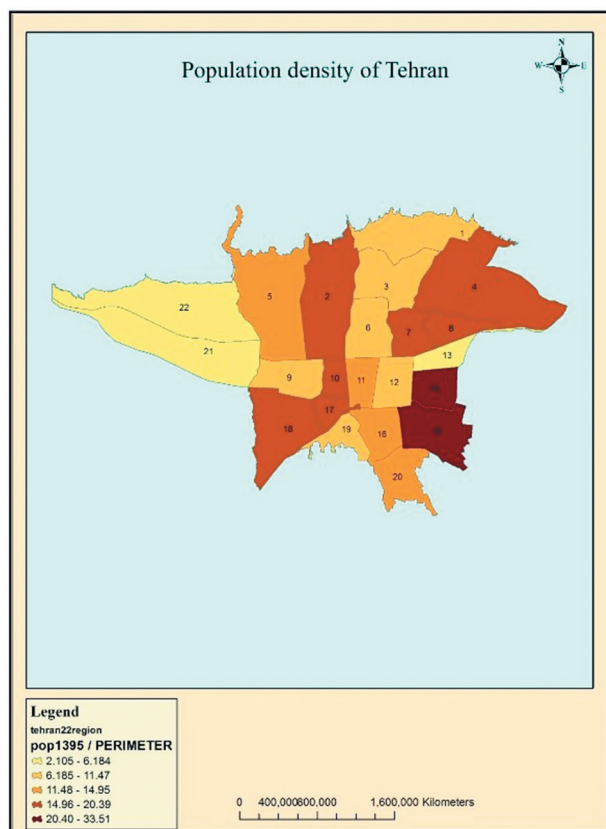 N
W
E
S
Population density of Tehran
1
2
3
4
5
6
7
8
22
21
13
9
10
11
12
17
18
19
16
20
Legend
tehran22region
pop1395 / PERIMETER
2.105 - 6.184
6.185 - 11.47
11.48 - 14.95
14.96 - 20.39
20.40 - 33.51
0 400,000800,000 1,600,000 Kilometers